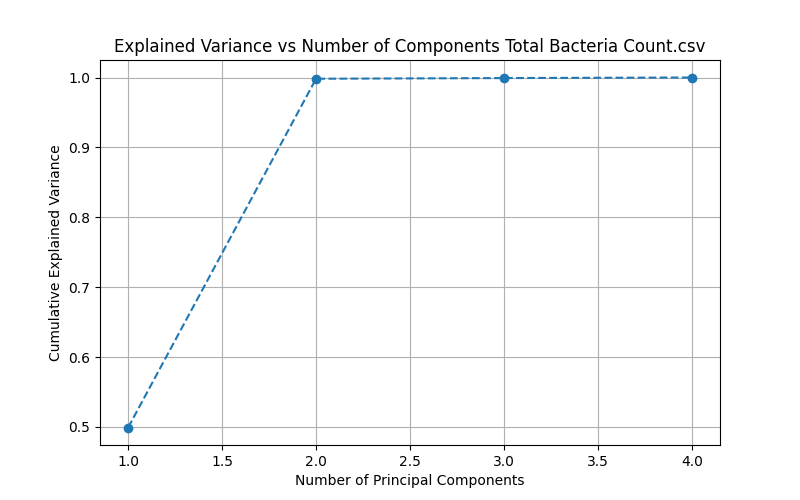 Explained Variance vs Number of Components Total Bacteria Count.csv
Cumulative Explained Variance
1.0
0.9
0.8
0.7
0.6
0.5
1.0 1.5 2.0 2.5 3.0 3.5 4.0
Number of Principal Components